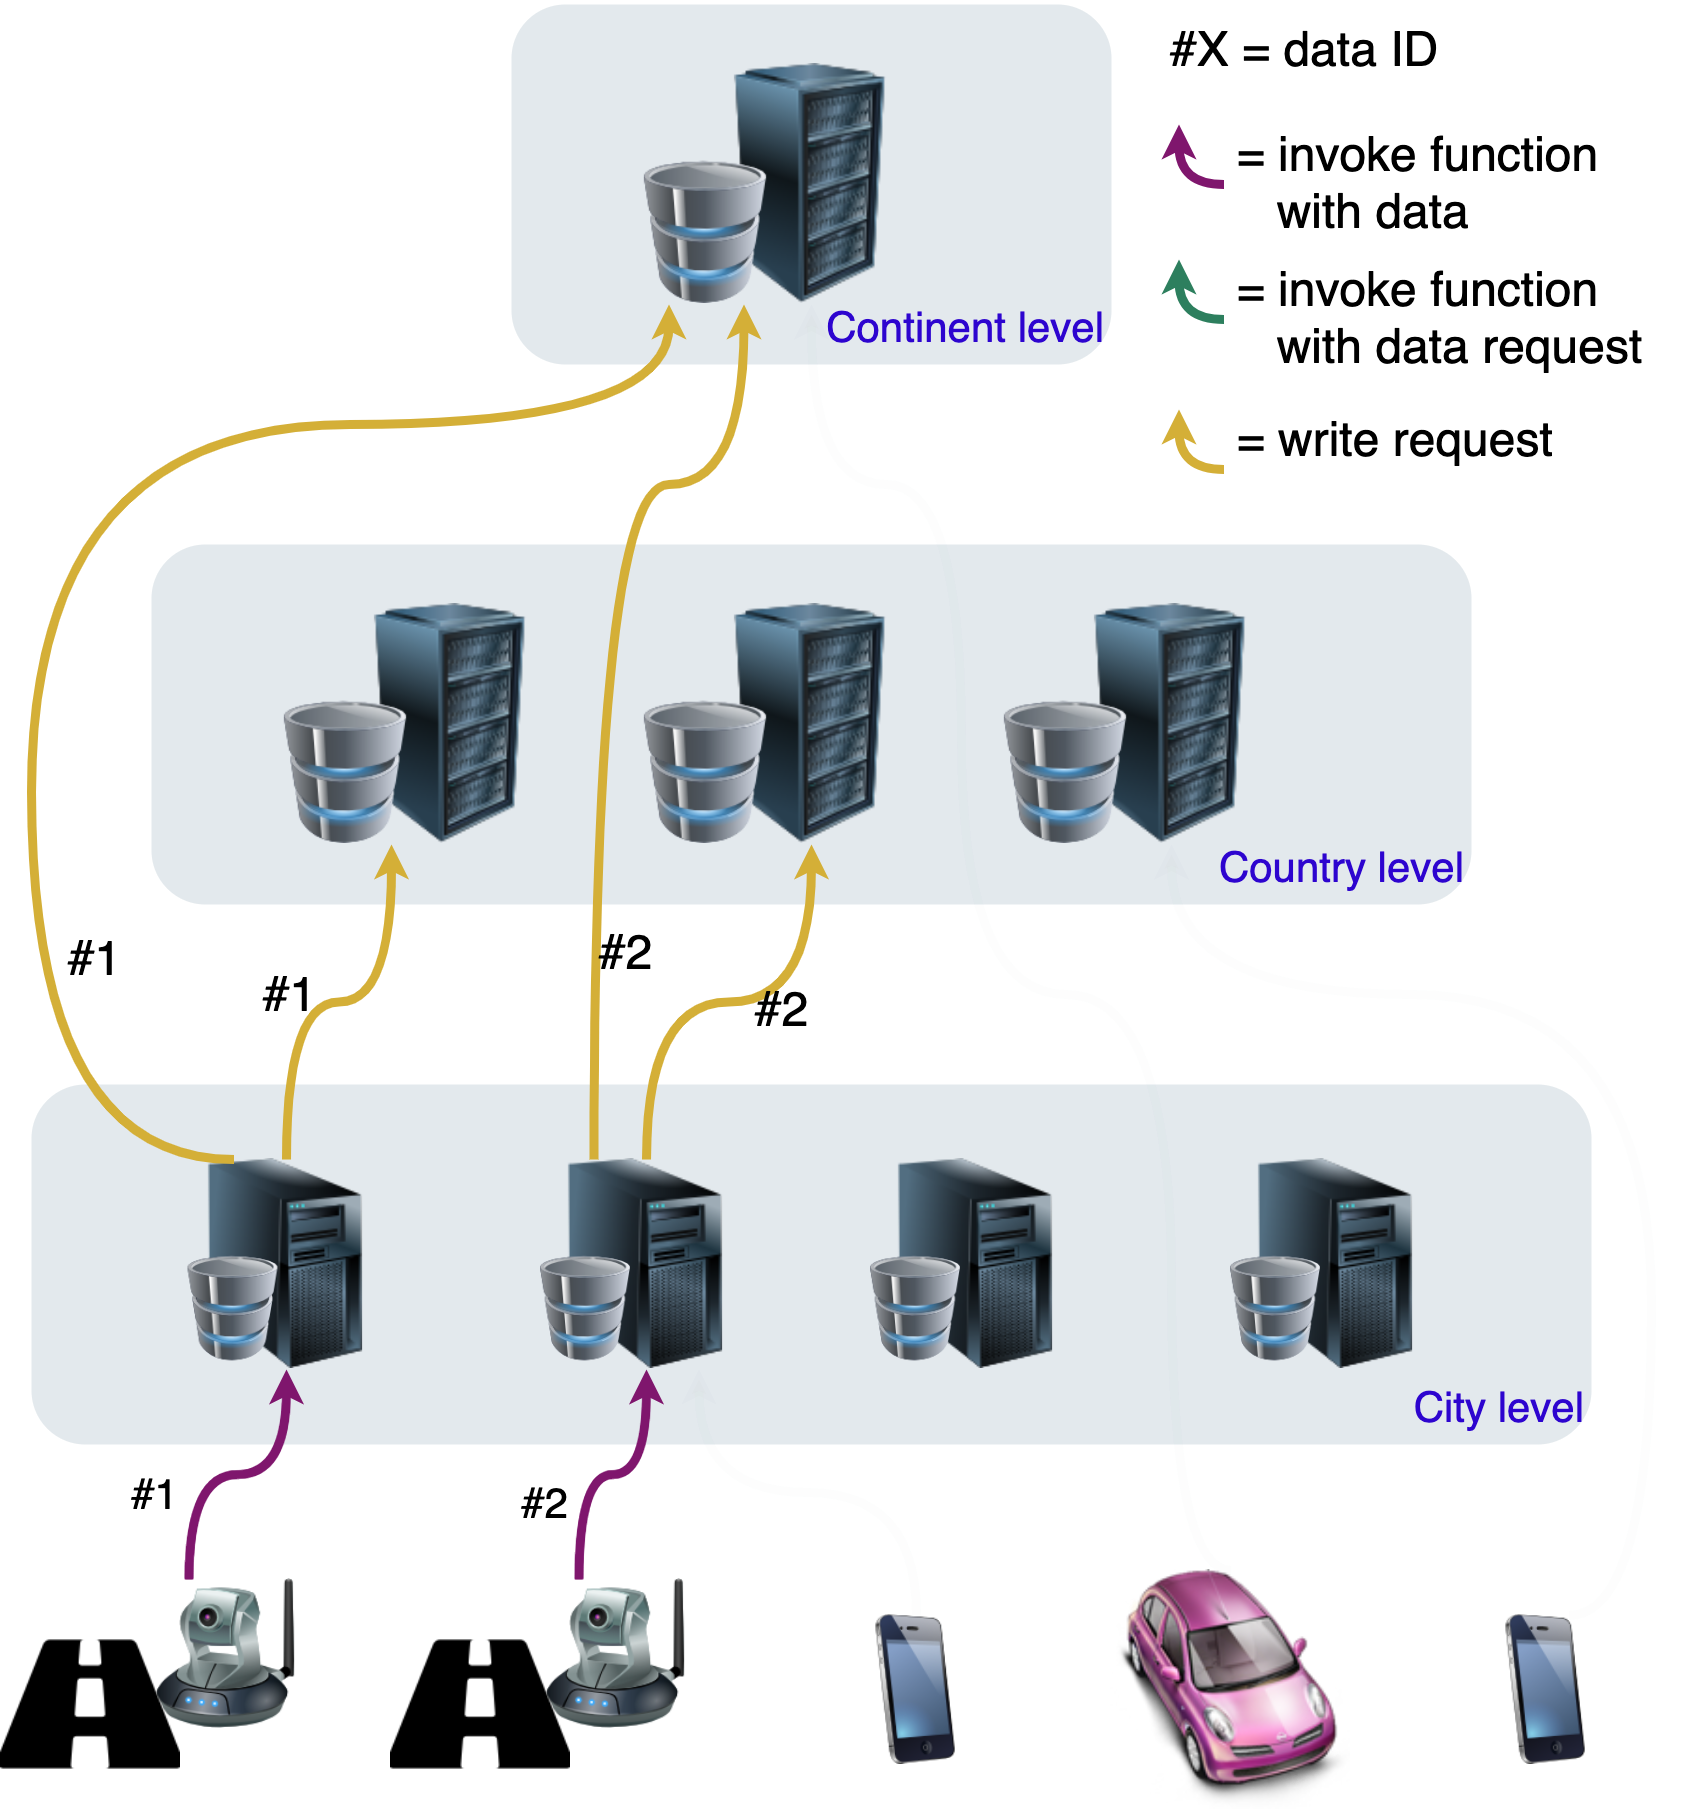 #X = data ID
= invoke function
with data
= invoke function
with data request
= write request
Continent level
Country level
#1
#1
#2
#2
City level
#1
#2